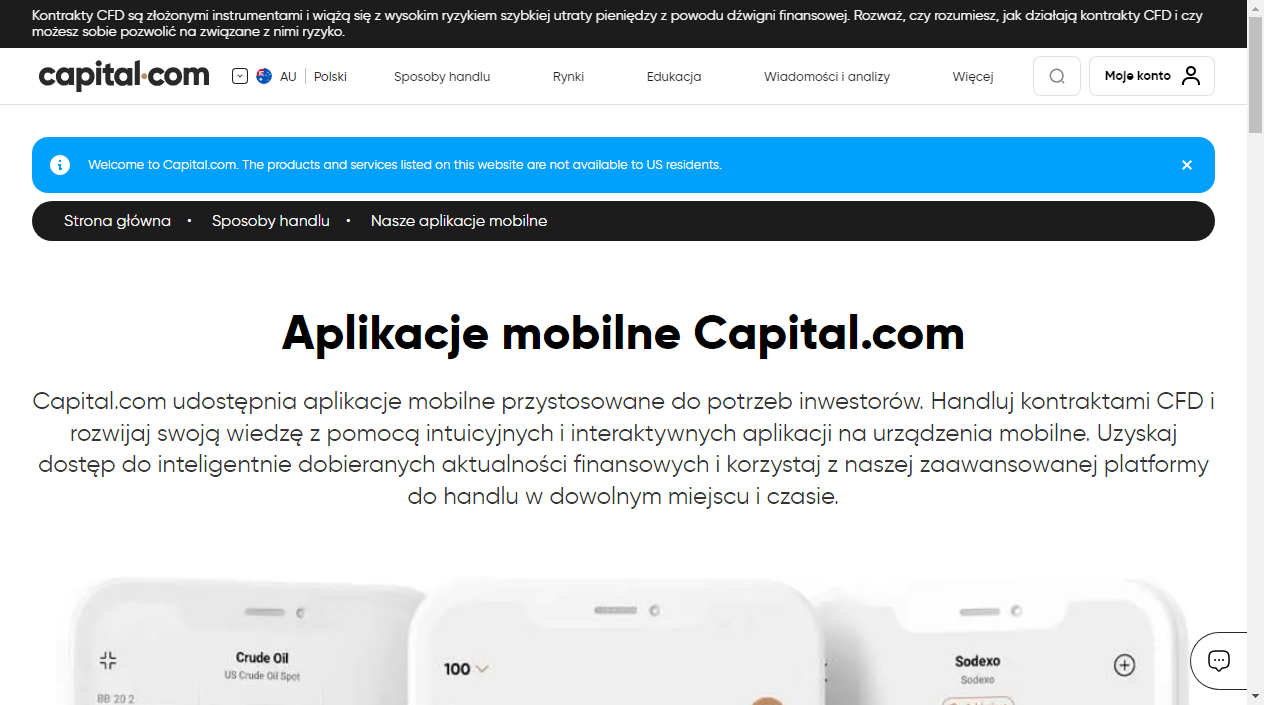 Kontrakty CFD są złożonymi instrumentami i wiążą się z wysokim ryzykiem szybkiej utraty pieniędzy z powodu dźwigni finansowej. Rozważ, czy rozumiesz, jak działają kontrakty CFD i czy
możesz sobie pozwolić na związane z nimi ryzyko.
capital.com AU Polski Sposoby handlu Rynki Edukacja Wiadomości i analizy Więcej Moje konto
Welcome to Capital.com. The products and services listed on this website are not available to US residents.
Strona główna • Sposoby handlu • Nasze aplikacje mobilne
Aplikacje mobilne Capital.com
Capital.com udostępnia aplikacje mobilne przystosowane do potrzeb inwestorów. Handluj kontraktami CFD i
rozwijaj swoją wiedzę z pomocą intuicyjnych i interaktywnych aplikacji na urządzenia mobilne. Uzyskaj
dostęp do inteligentnie dobieranych aktualności finansowych i korzystaj z naszej zaawansowanej platformy
do handlu w dowolnym miejscu i czasie.
Crude Oil
US Crude Oil Spot
BB 20 2
100
Sodexo
Sodexo